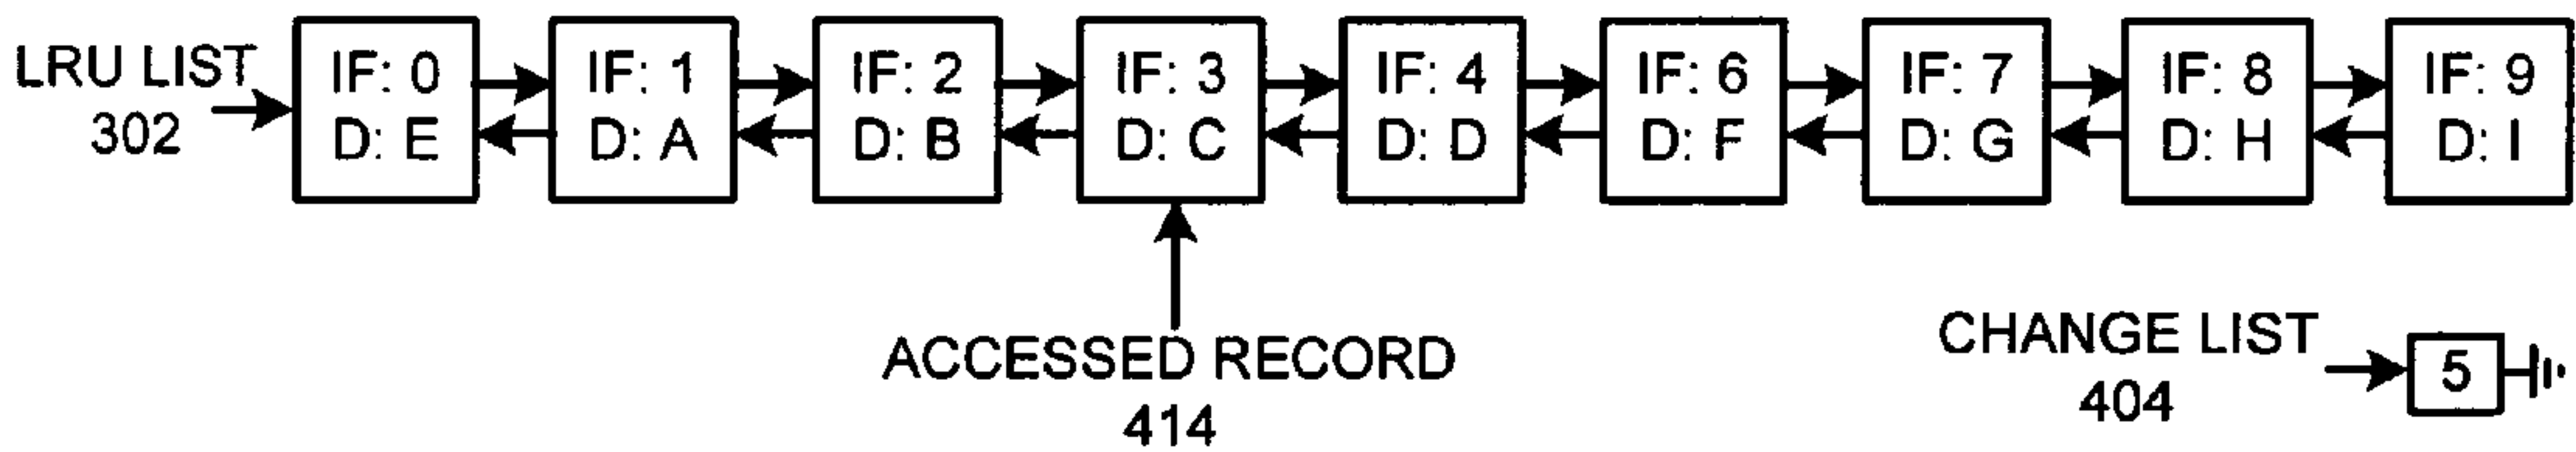 LRU LIST
302
IF: 0
D: E
IF: 1
D: A
IF: 2
D: B
IF: 3
D: C
IF: 4
D: D
IF: 6
D: F
IF: 7
D: G
IF: 8
D: H
IF: 9
D: I
ACCESSED RECORD
414
CHANGE LIST
404
5